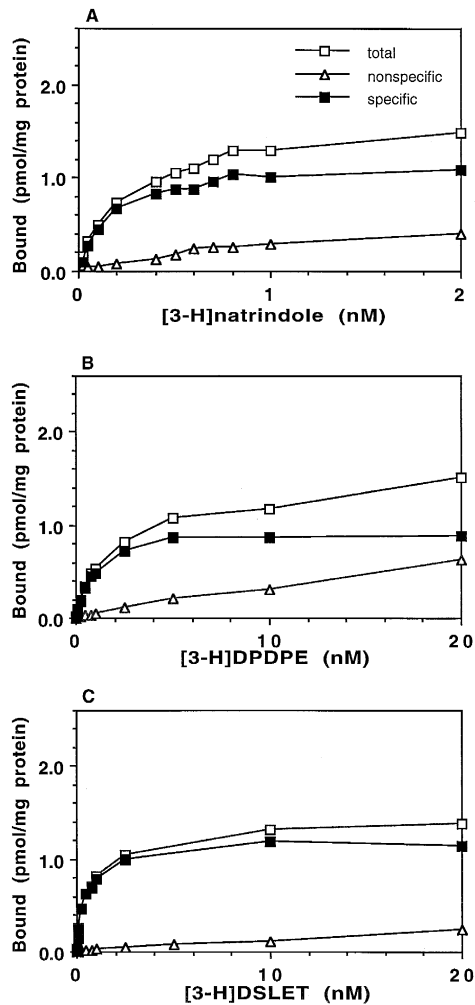 A
Bound (pmol/mg protein)
2.0
1.0
0.0
total
nonspecific
specific
0
1
2
[3-H]natrindole (nM)
B
Bound (pmol/mg protein)
2.0
1.0
0.0
0
10
20
[3-H]DPDPE (nM)
C
Bound (pmol/mg protein)
2.0
1.0
0.0
0
10
20
[3-H]DSLET (nM)